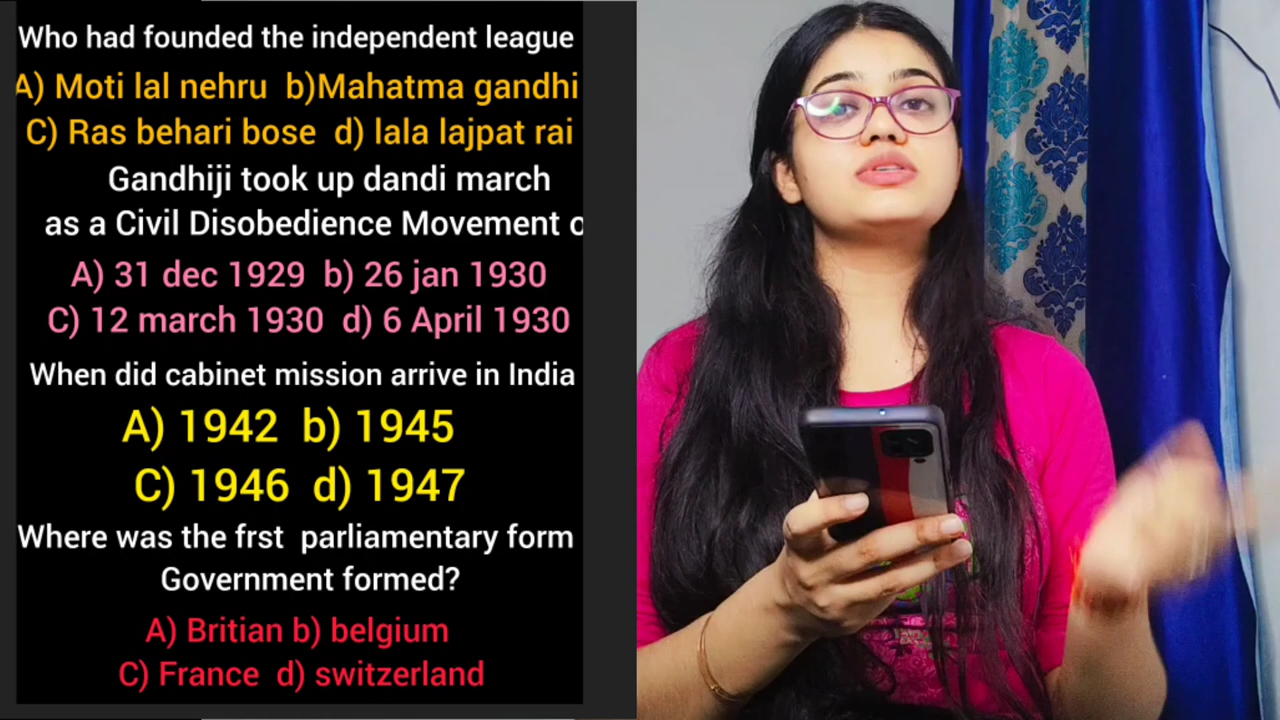 Who had founded the independent league
A) Moti lal nehru b)Mahatma gandhi
C) Ras behari bose d) lala lajpat rai
Gandhiji took up dandi march
as a Civil Disobedience Movement
A) 31 dec 1929 b) 26 jan 1930
C) 12 march 1930 d) 6 April 1930
When did cabinet mission arrive in India
A) 1942 b) 1945
C) 1946 d) 1947
Where was the frst parliamentary form
Government formed?
A) Britian b) belgium
C) France d) switzerland